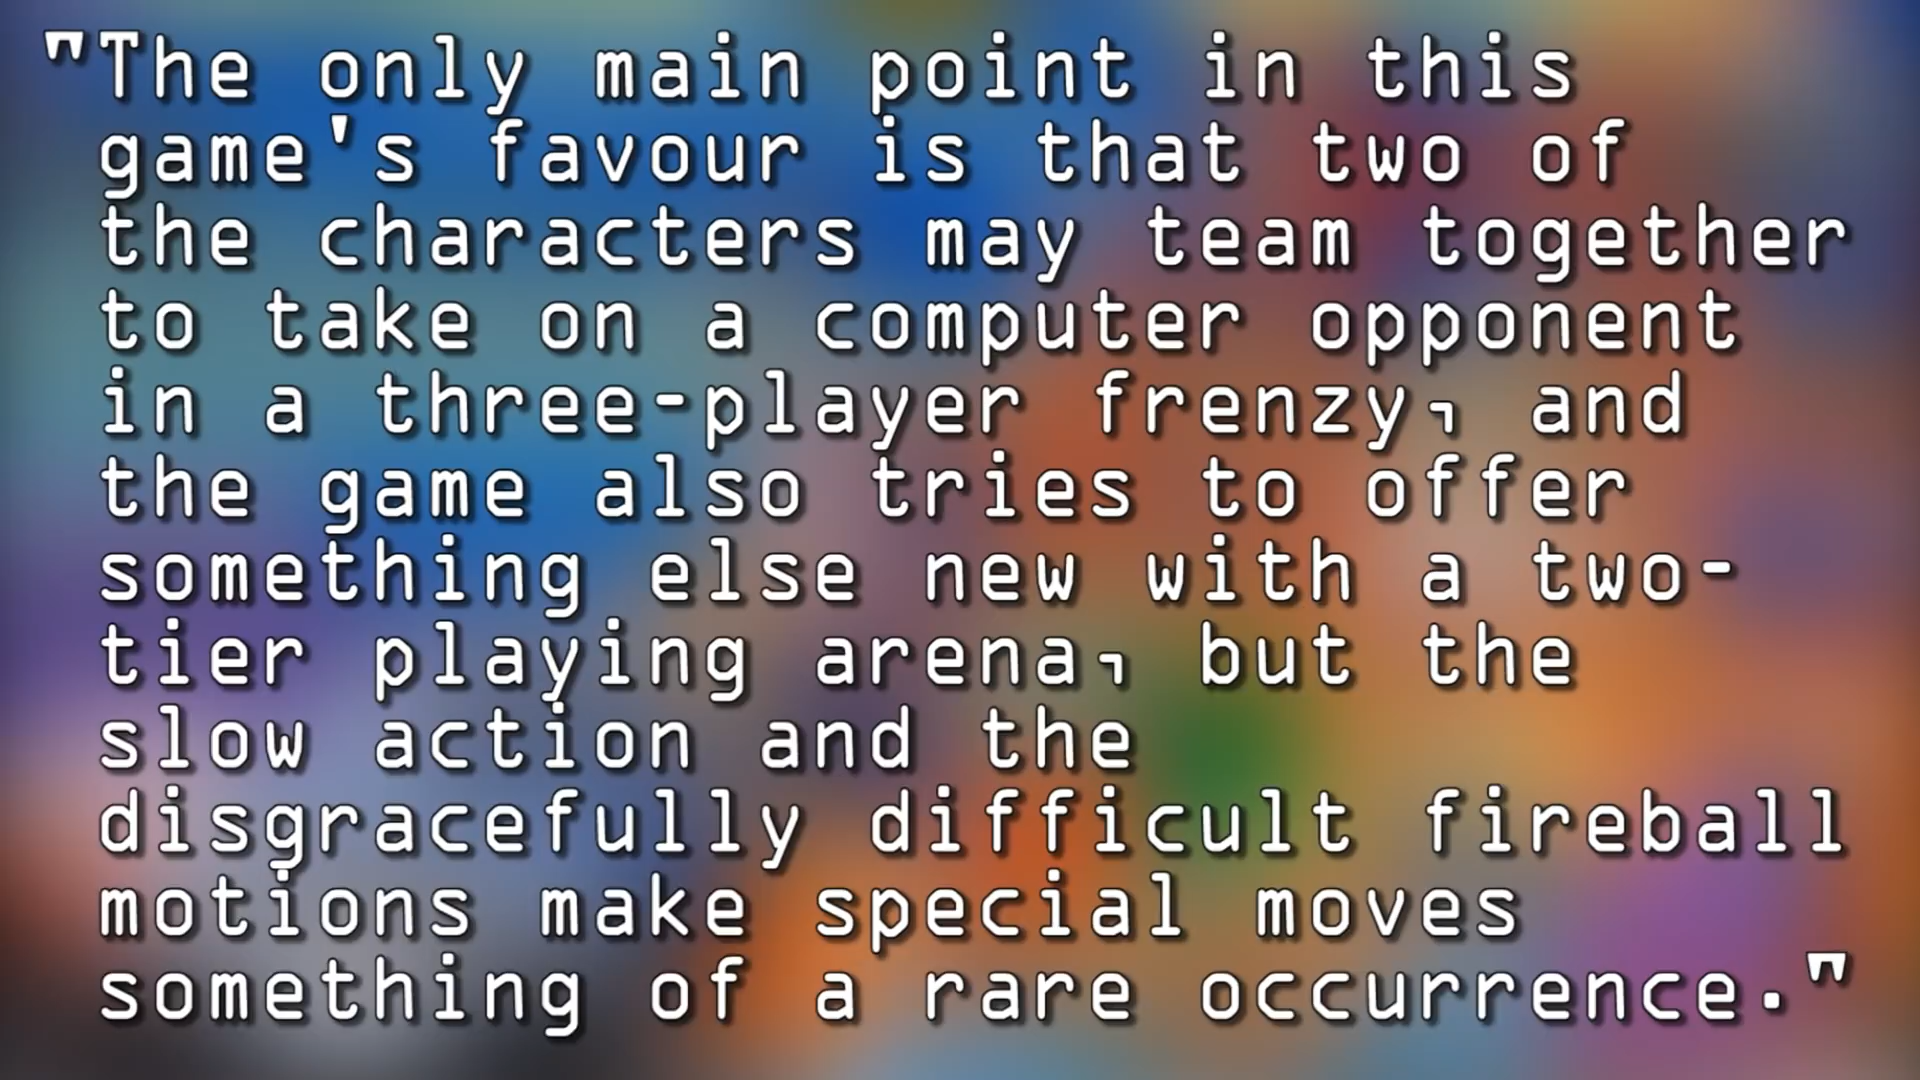 "The only main point in this
game's favour is that two of
the characters may team together
to take on a computer opponent
in a three-player frenzy, and
the game also tries to offer
something else new with a two-
tier playing arena, but the
slow action and the
disgracefully difficult fireball
motions make special moves
something of a rare occurrence."